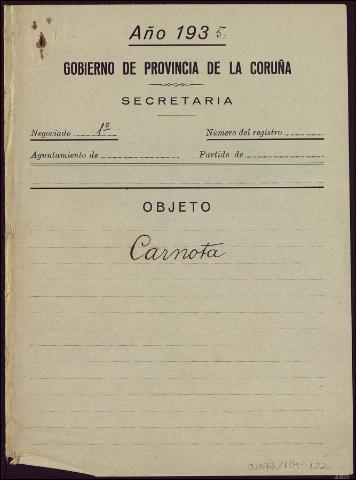 Año 1935.
GOBIERNO DE PROVINCIA DE LA CORUÑA
SECRETARIA
Negociado 1º Número del registro
Ayuntamiento de Partido de
OBJETO
Carnota